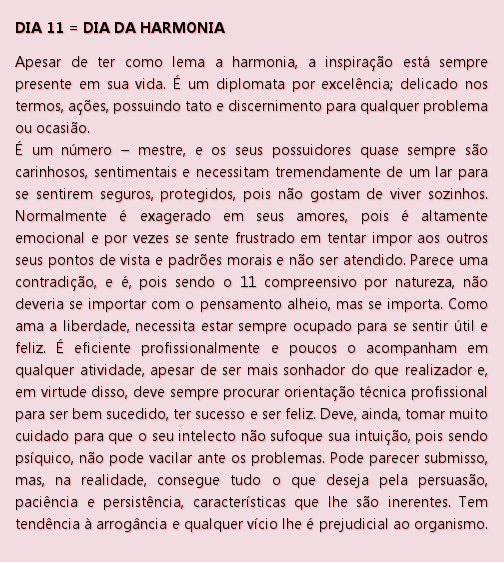 DIA 11 = DIA DA HARMONIA
Apesar de ter como lema a harmonia, a inspiração está sempre
presente em sua vida. É um diplomata por excelência; delicado nos
termos, ações, possuindo tato e discernimento para qualquer problema
ou ocasião.
É um número – mestre, e os seus possuidores quase sempre são
carinhosos, sentimentais e necessitam tremendamente de um lar para
se sentirem seguros, protegidos, pois não gostam de viver sozinhos.
Normalmente é exagerado em seus amores, pois é altamente
emocional e por vezes se sente frustrado em tentar impor aos outros
seus pontos de vista e padrões morais e não ser atendido. Parece uma
contradição, e é, pois sendo o 11 compreensivo por natureza, não
deveria se importar com o pensamento alheio, mas se importa. Como
ama a liberdade, necessita estar sempre ocupado para se sentir útil e
feliz. É eficiente profissionalmente e poucos o acompanham em
qualquer atividade, apesar de ser mais sonhador do que realizador e,
em virtude disso, deve sempre procurar orientação técnica profissional
para ser bem sucedido, ter sucesso e ser feliz. Deve, ainda, tomar muito
cuidado para que o seu intelecto não sufoque sua intuição, pois sendo
psíquico, não pode vacilar ante os problemas. Pode parecer submisso,
mas, na realidade, consegue tudo o que deseja pela persuasão,
paciência e persistência, características que lhe são inerentes. Tem
tendência à arrogância e qualquer vício lhe é prejudicial ao organismo.